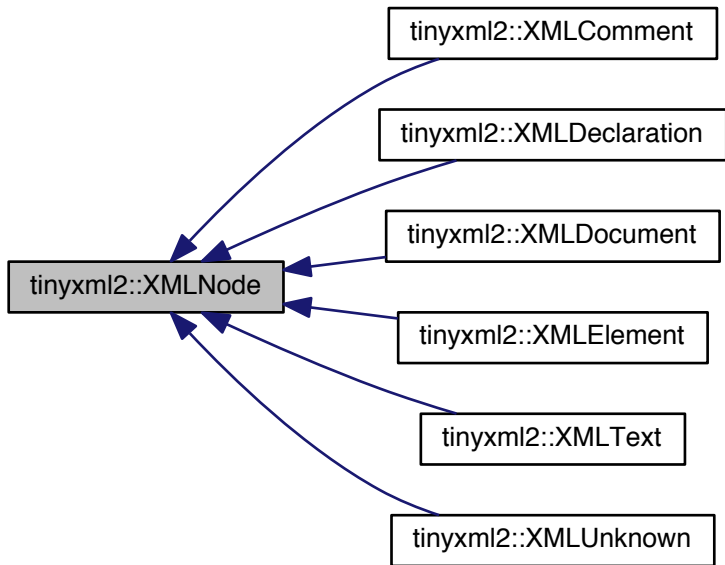 tinyxml2::XMLComment
tinyxml2::XMLDeclaration
tinyxml2::XMLDocument
tinyxml2::XMLNode
tinyxml2::XMLElement
tinyxml2::XMLText
tinyxml2::XMLUnknown